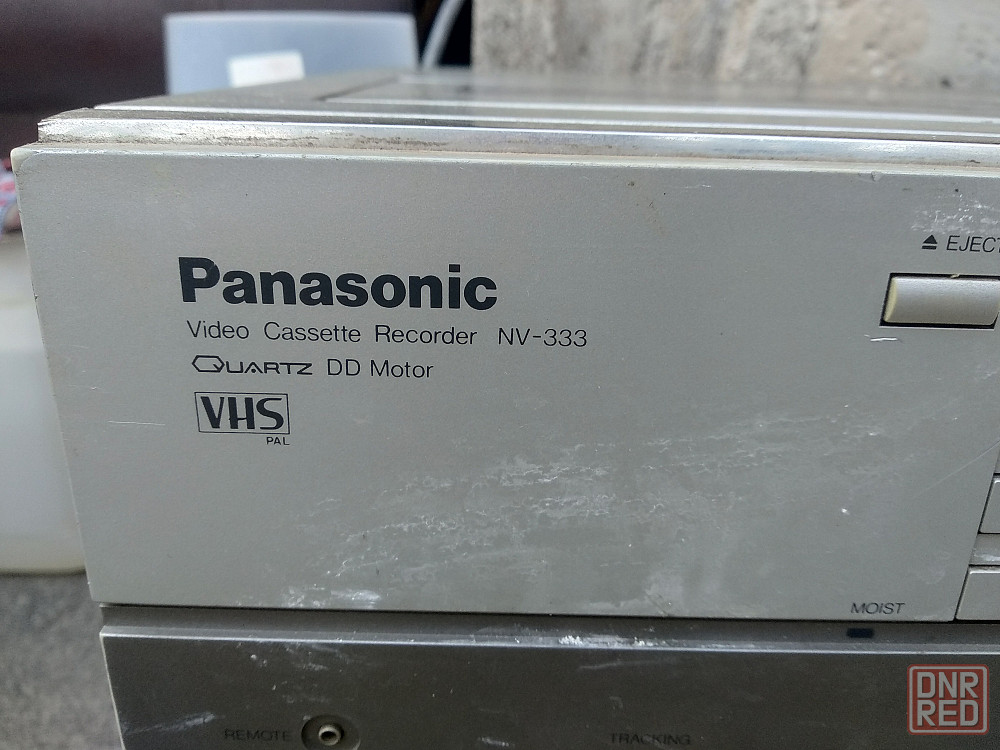 ▲ EJECT
Panasonic
Video Cassette Recorder NV-333
QUARTZ DD Motor
VHS
PAL
MOIST
REMOTE
TRACKING
DNR
RED